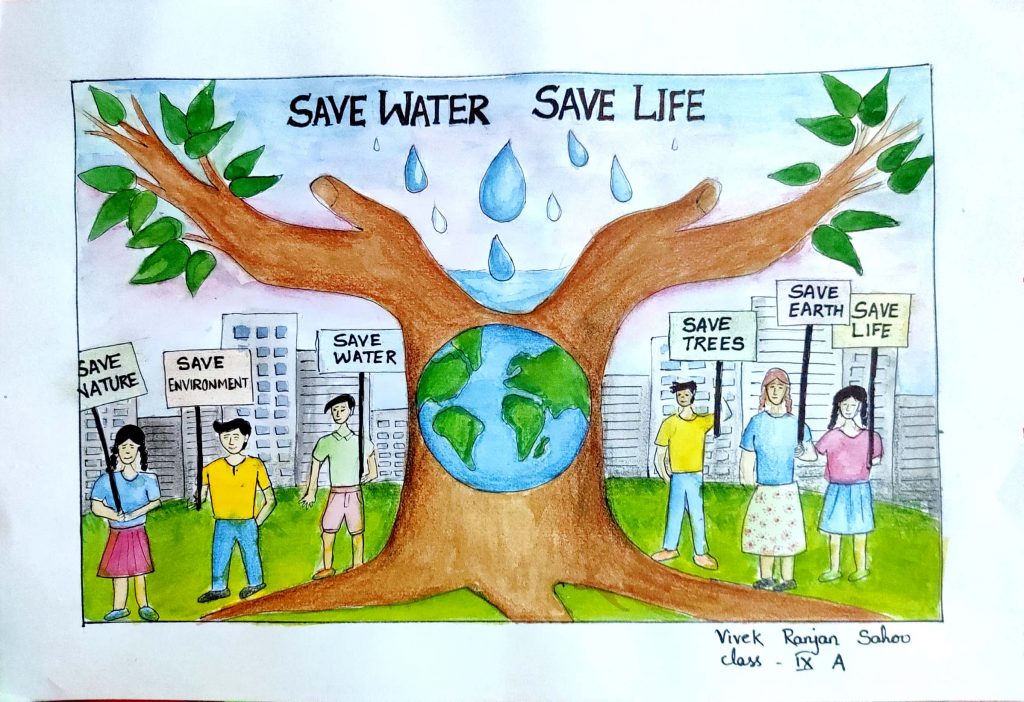 SAVE WATER SAVE LIFE
SAVE
NATURE
SAVE
ENVIRONMENT
SAVE
WATER
SAVE
TREES
SAVE
EARTH
SAVE
LIFE
Vivek Ranjan Sahoo
class - IX A